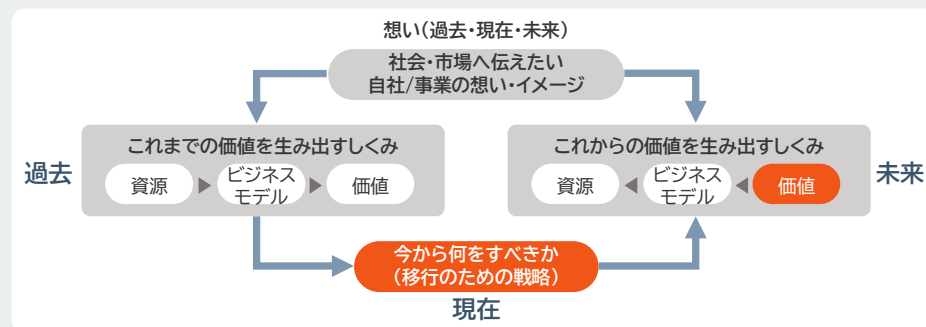 想い(過去・現在・未来)
社会・市場へ伝えたい
自社/事業の想い・イメージ
過去
これまでの価値を生み出すしくみ
資源
ビジネス
モデル
価値
これからの価値を生み出すしくみ
資源
ビジネス
モデル
価値
未来
今から何をすべきか
(移行のための戦略)
現在